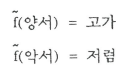 f̃(양서) = 고가
f̃(악서) = 저렴